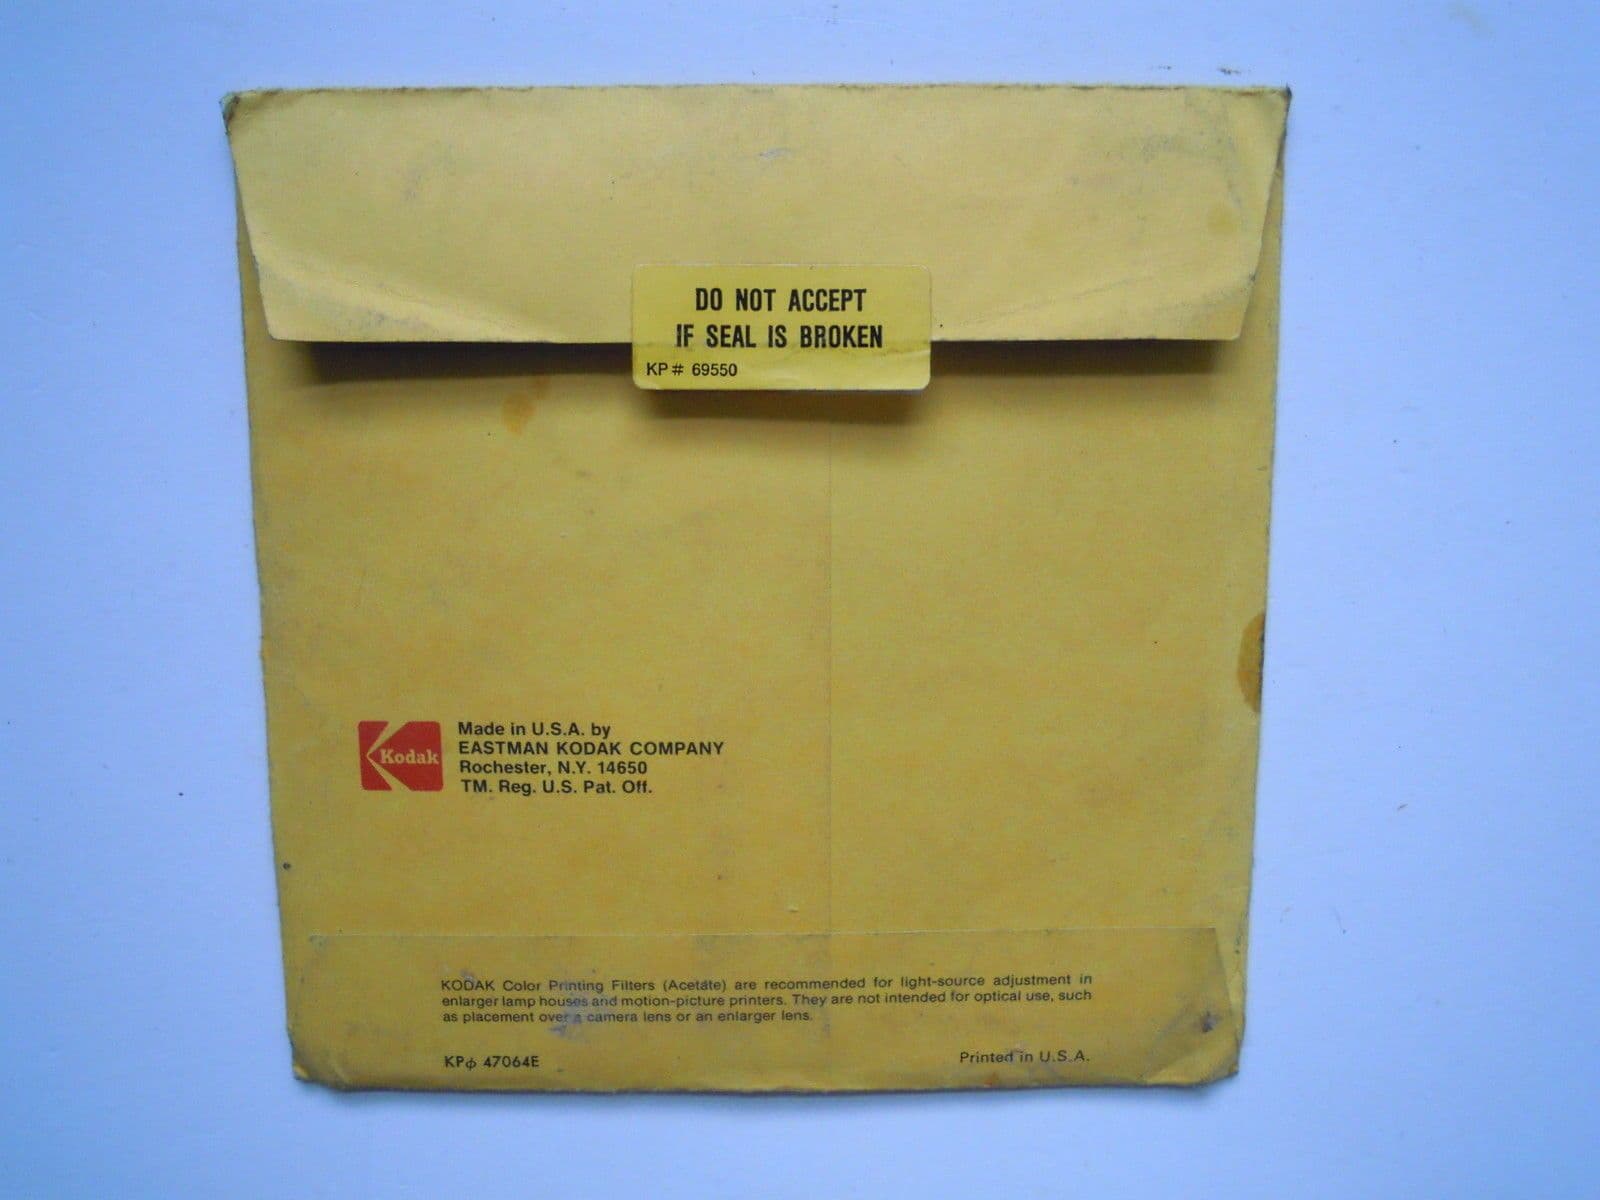 DO NOT ACCEPT
IF SEAL IS BROKEN
KP# 69550
Kodak
Made in U.S.A. by
EASTMAN KODAK COMPANY
Rochester, N.Y. 14650
TM. Reg. U.S. Pat. Off.
KODAK Color Printing Filters (Acetate) are recommended for light-source adjustment in
enlarger lamp houses and motion-picture printers. They are not intended for optical use, such
as placement over a camera lens or an enlarger lens.
KPϕ 47064E
Printed in U.S.A.